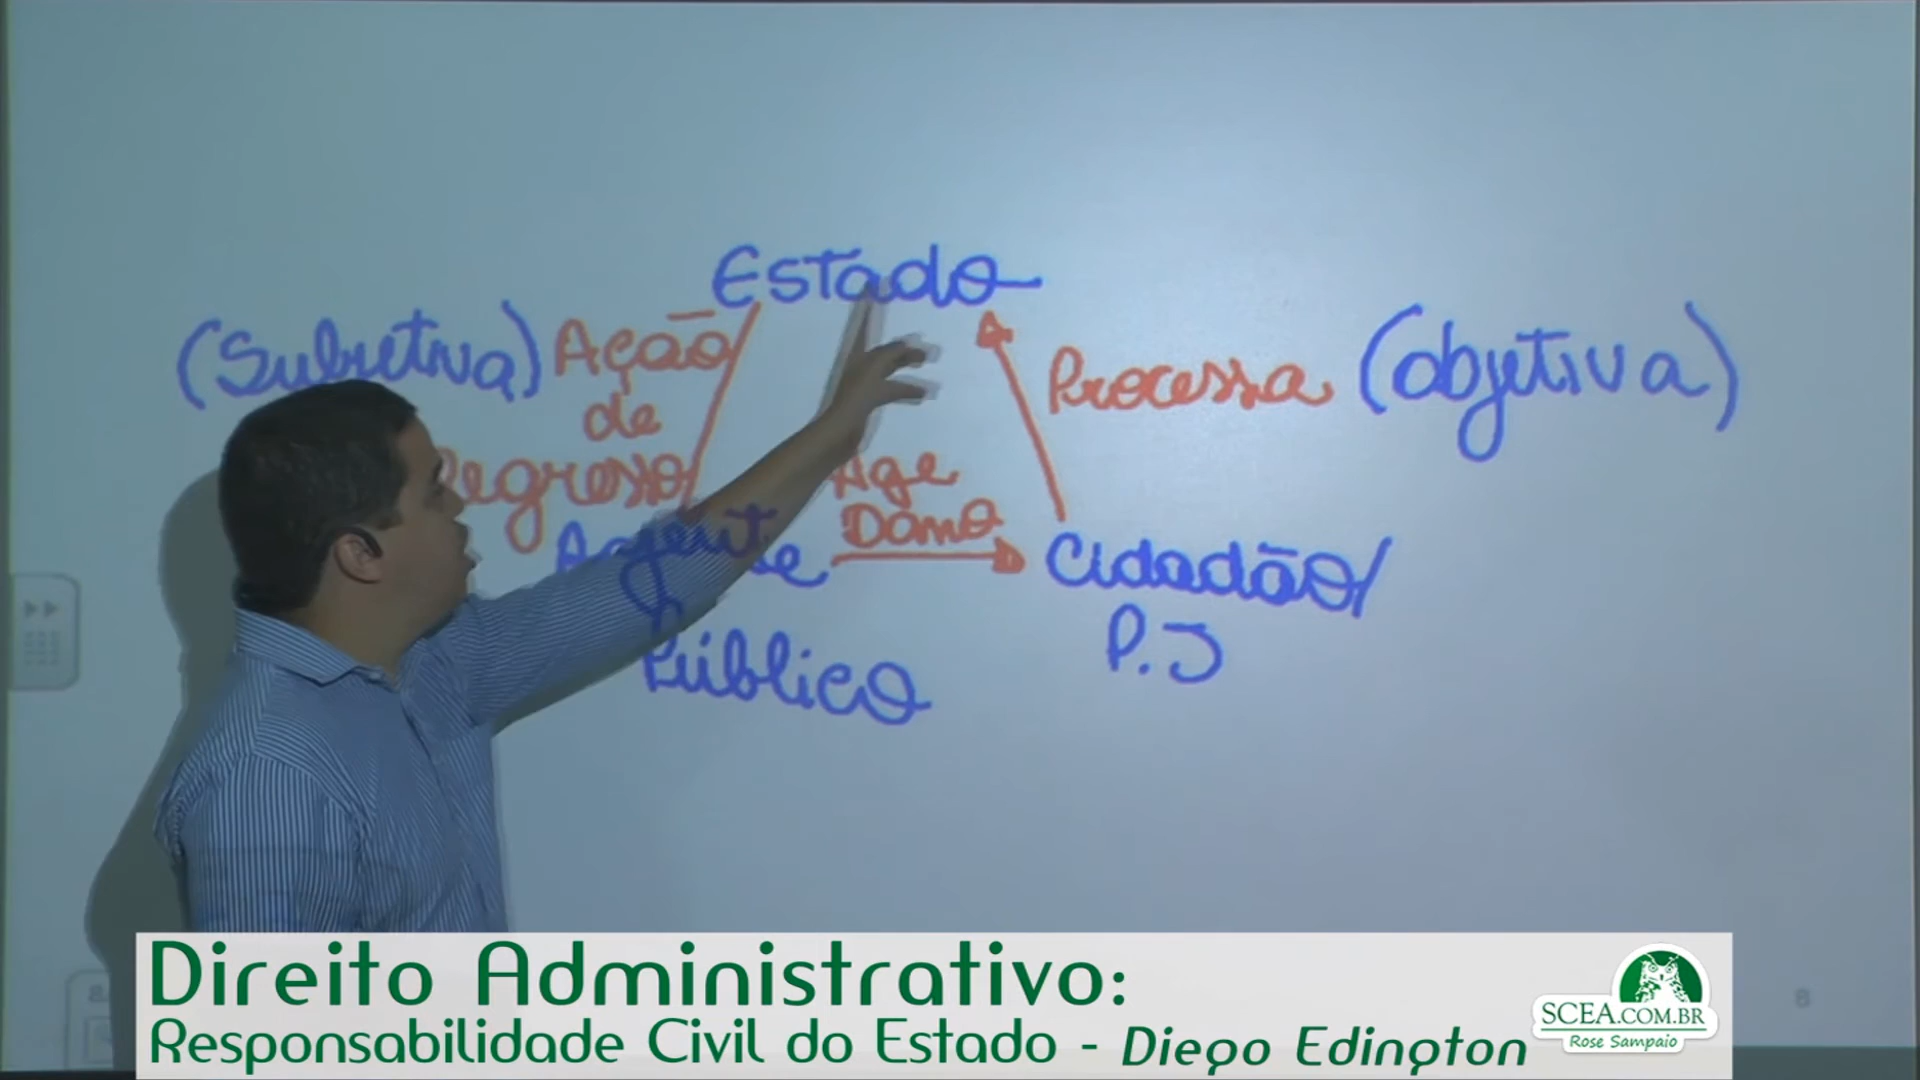 Estado
(Subjetiva) Ação
de
Regresso
Processa (objetiva)
Age
Dano
Agente
Público
Cidadão/
P.J
Direito Administrativo:
Responsabilidade Civil do Estado - Diego Edington
SCEA.COM.BR
Rose Sampaio
8